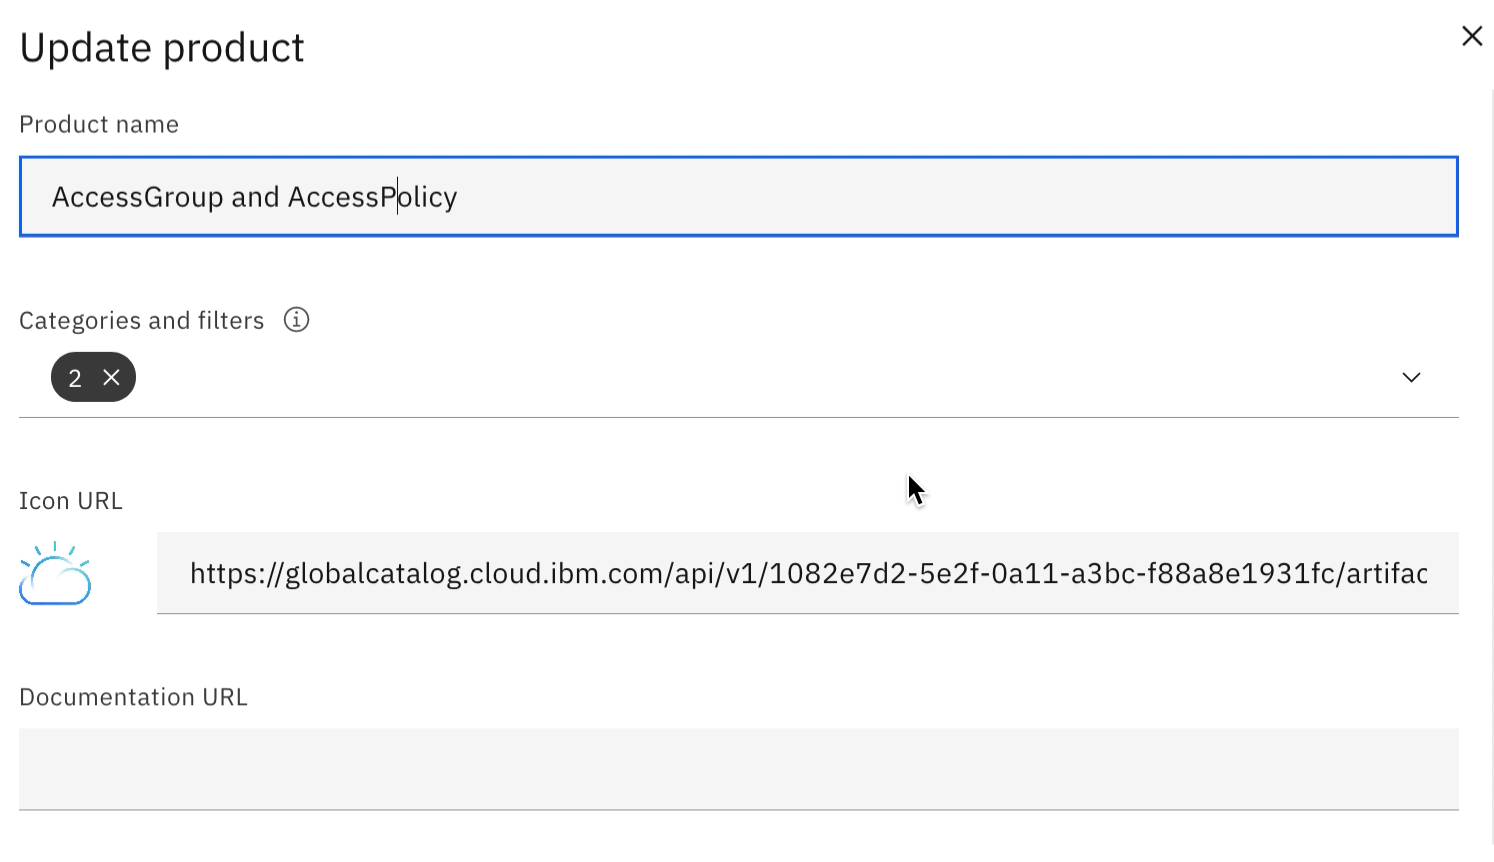 Update product
Product name
AccessGroup and AccessPolicy
Categories and filters
2
Icon URL
https://globalcatalog.cloud.ibm.com/api/v1/1082e7d2-5e2f-0a11-a3bc-f88a8e1931fc/artifac
Documentation URL